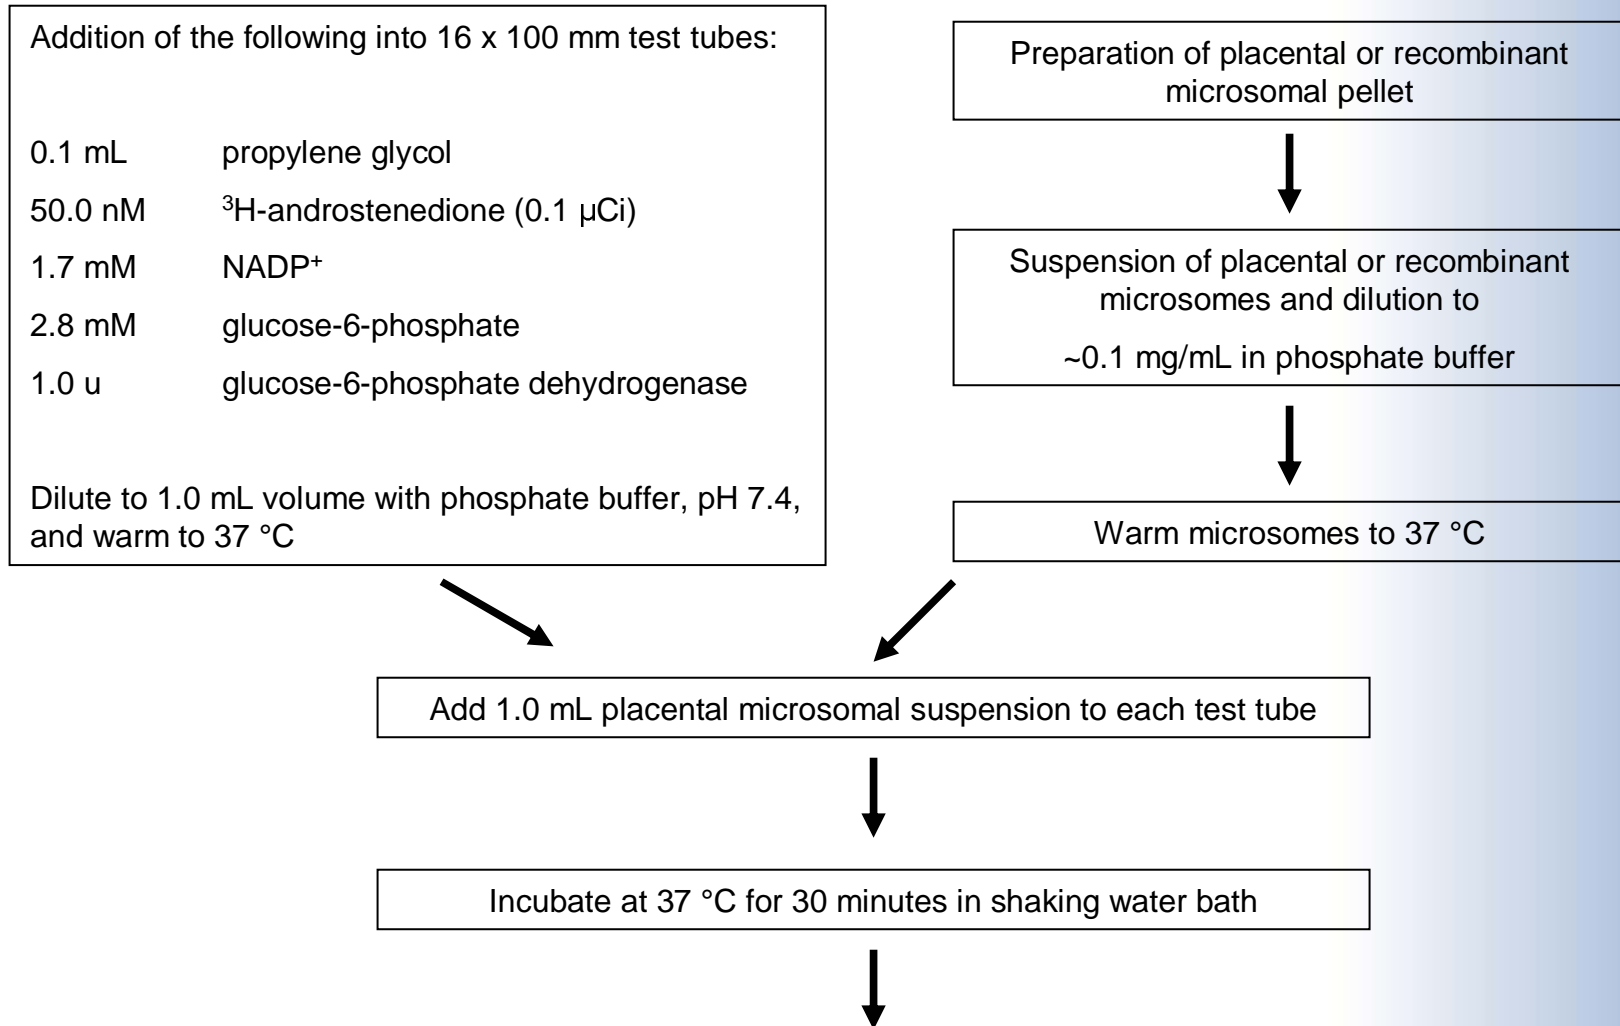 Addition of the following into 16 x 100 mm test tubes:
0.1 mL propylene glycol
50.0 nM ³H-androstenedione (0.1 µCi)
1.7 mM NADP⁺
2.8 mM glucose-6-phosphate
1.0 u glucose-6-phosphate dehydrogenase
Dilute to 1.0 mL volume with phosphate buffer, pH 7.4,
and warm to 37 °C
Preparation of placental or recombinant
microsomal pellet
Suspension of placental or recombinant
microsomes and dilution to
~0.1 mg/mL in phosphate buffer
Warm microsomes to 37 °C
Add 1.0 mL placental microsomal suspension to each test tube
Incubate at 37 °C for 30 minutes in shaking water bath